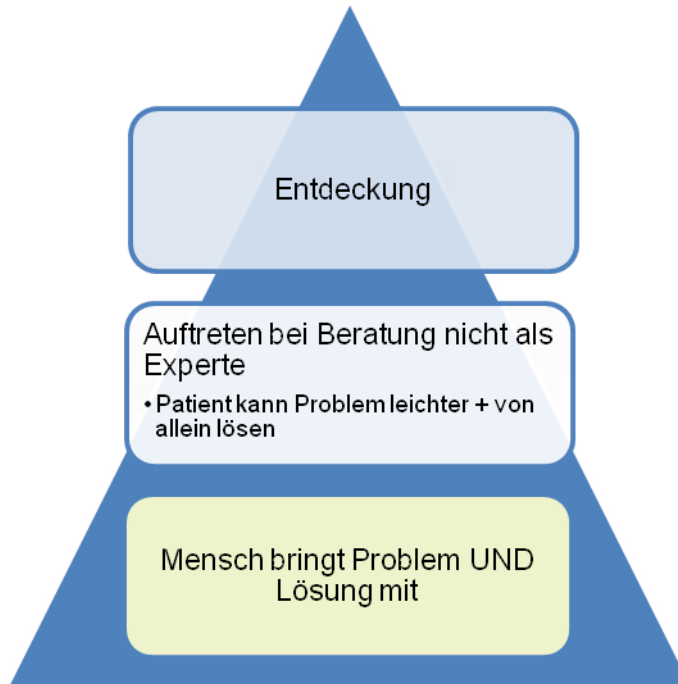 Entdeckung
Auftreten bei Beratung nicht als
Experte
• Patient kann Problem leichter + von
allein lösen
Mensch bringt Problem UND
Lösung mit